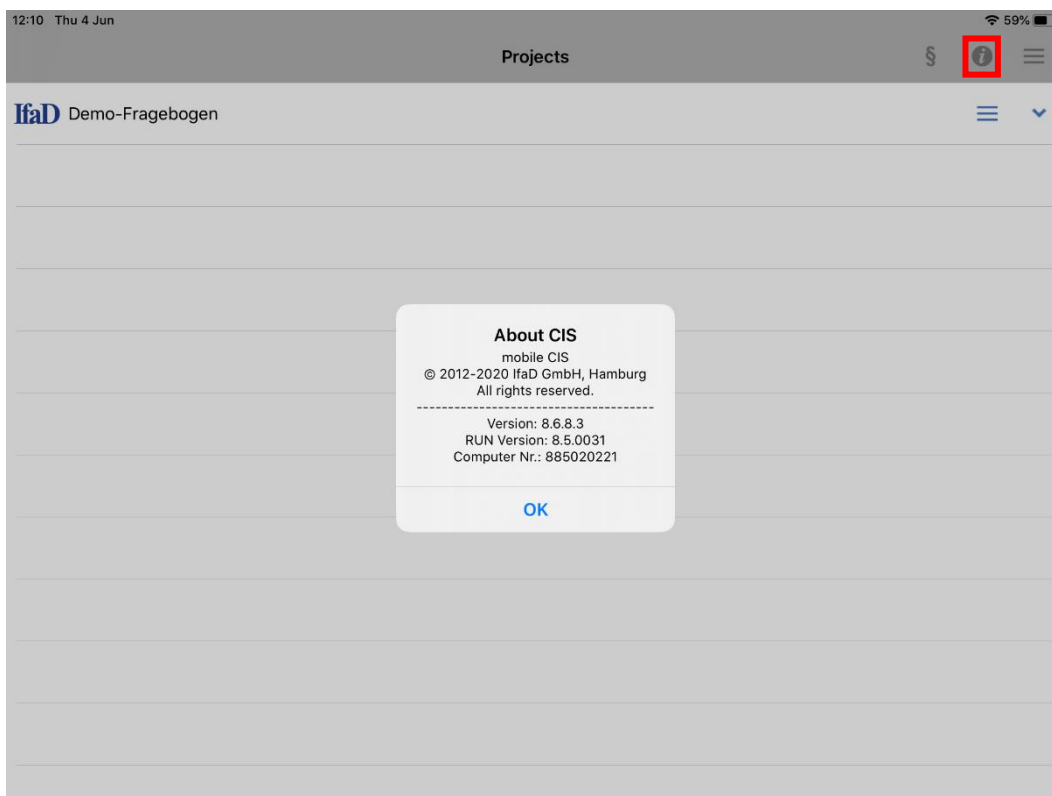 12:10 Thu 4 Jun 59%
Projects §
IfaD Demo-Fragebogen
About CIS
mobile CIS
© 2012-2020 IfaD GmbH, Hamburg
All rights reserved.
--------------------------------------
Version: 8.6.8.3
RUN Version: 8.5.0031
Computer Nr.: 885020221
OK